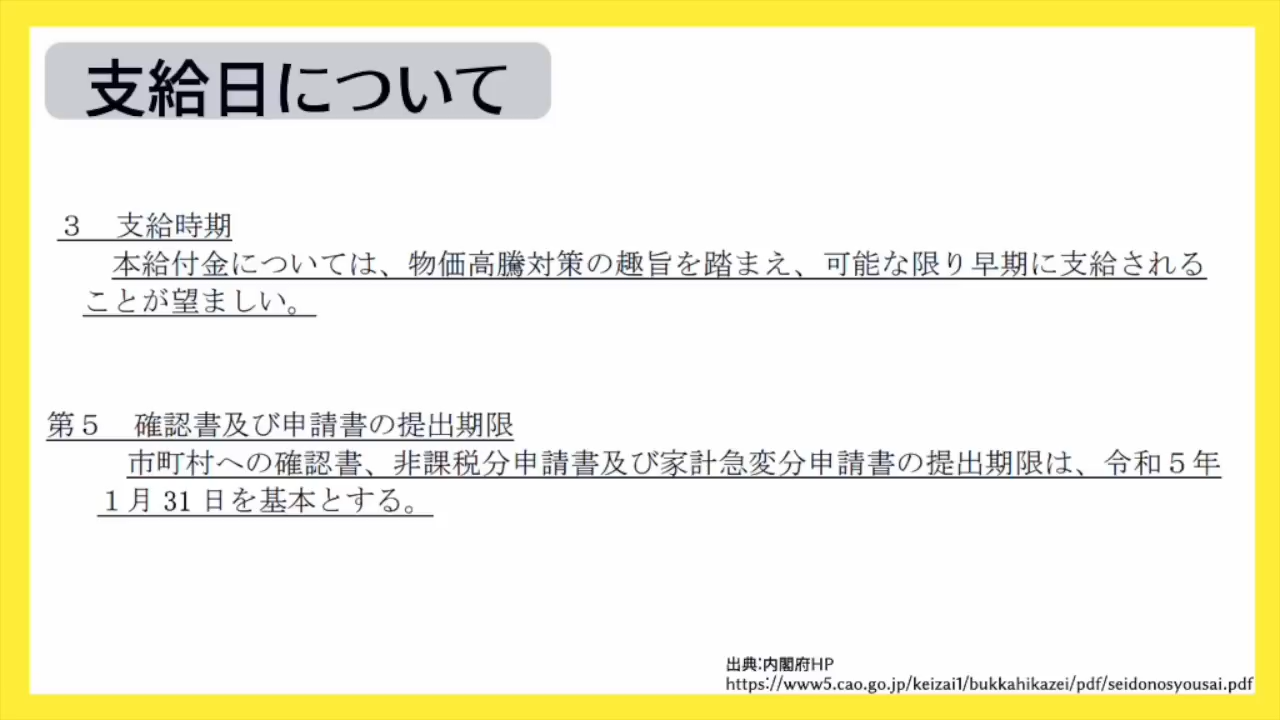 支給日について
３　支給時期
本給付金については、物価高騰対策の趣旨を踏まえ、可能な限り早期に支給される
ことが望ましい。
第５　確認書及び申請書の提出期限
市町村への確認書、非課税分申請書及び家計急変分申請書の提出期限は、令和５年
１月 31 日を基本とする。
出典:内閣府HP
https://www5.cao.go.jp/keizai1/bukkahikazei/pdf/seidonosyousai.pdf